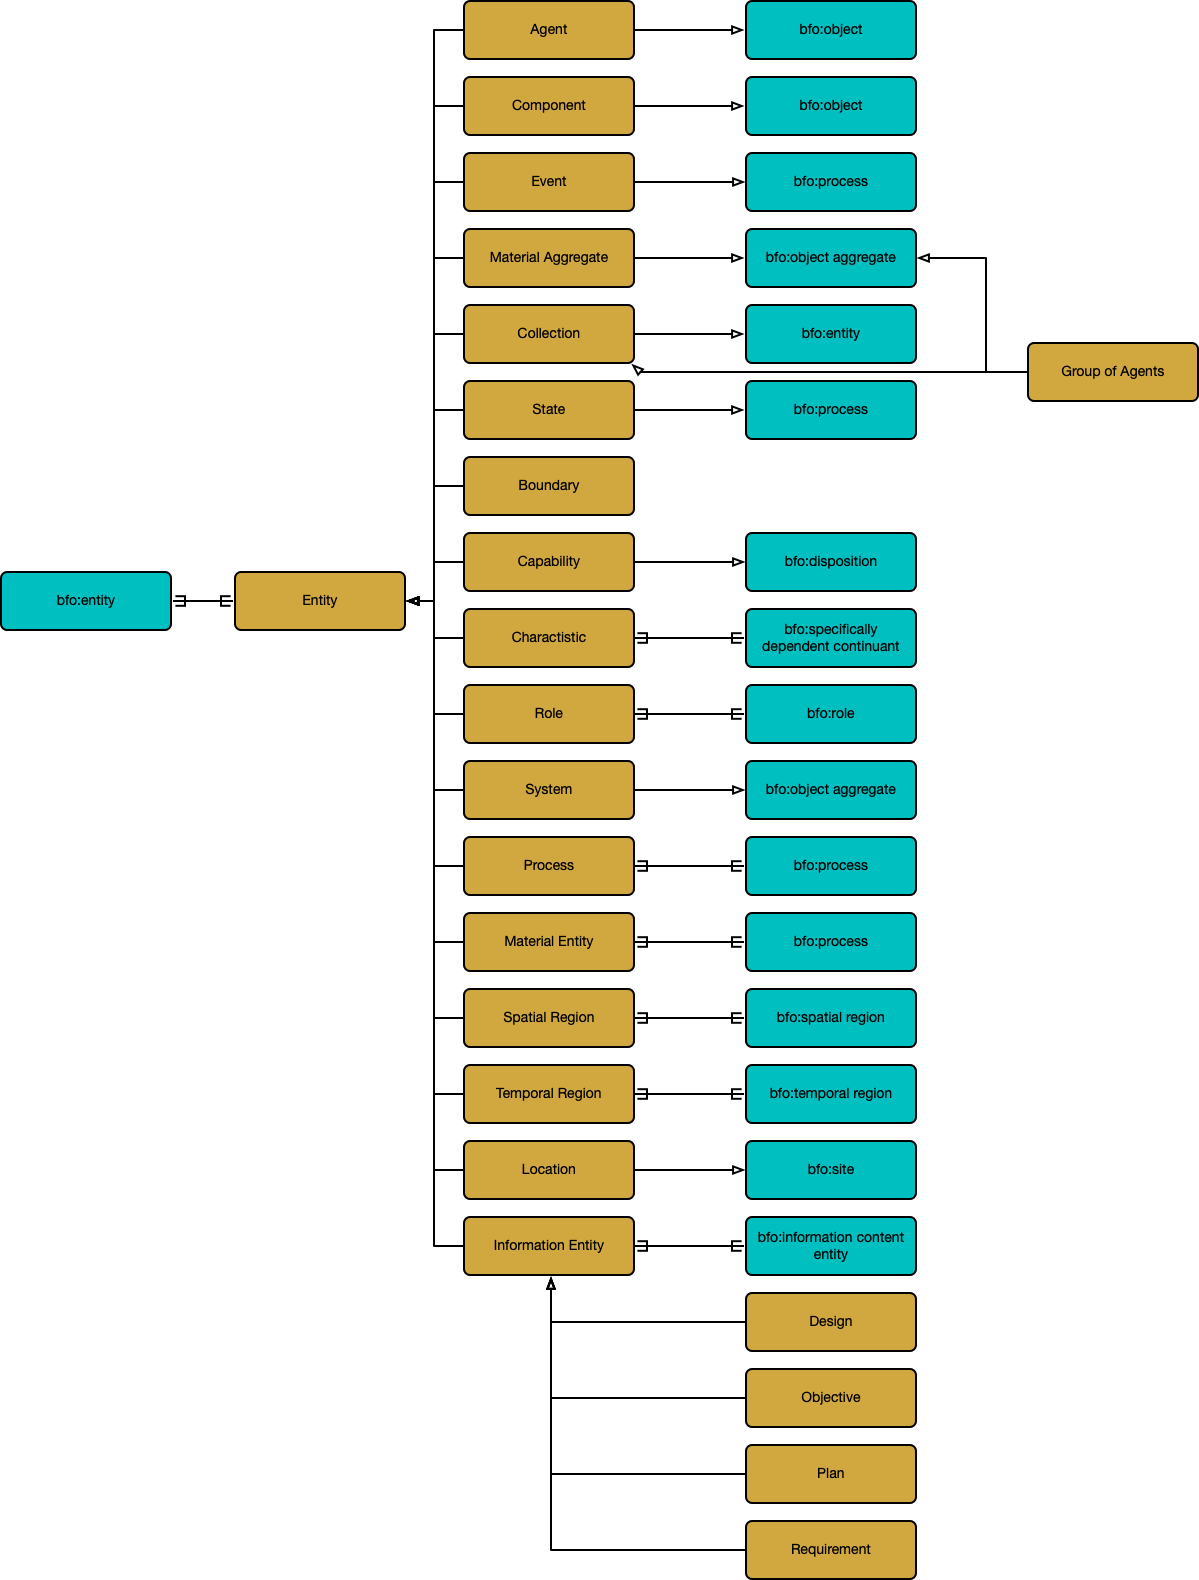 Agent
bfo:object
Component
bfo:object
Event
bfo:process
Material Aggregate
bfo:object aggregate
Collection
bfo:entity
Group of Agents
State
bfo:process
Boundary
Capability
bfo:disposition
bfo:entity
Entity
Charactistic
bfo:specifically
dependent continuant
Role
bfo:role
System
bfo:object aggregate
Process
bfo:process
Material Entity
bfo:process
Spatial Region
bfo:spatial region
Temporal Region
bfo:temporal region
Location
bfo:site
Information Entity
bfo:information content
entity
Design
Objective
Plan
Requirement